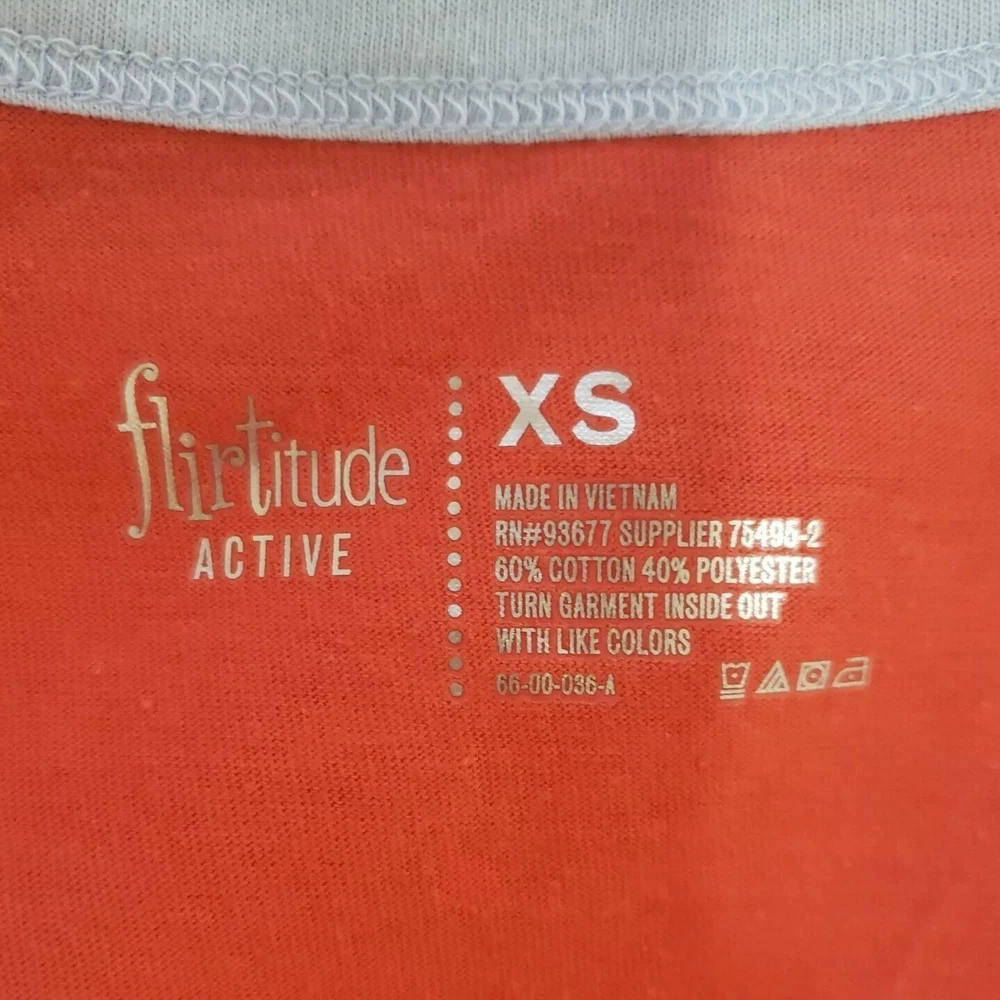 flirtitude
ACTIVE
XS
MADE IN VIETNAM
RN#93677 SUPPLIER 75495-2
60% COTTON 40% POLYESTER
TURN GARMENT INSIDE OUT
WITH LIKE COLORS
66-00-036-A